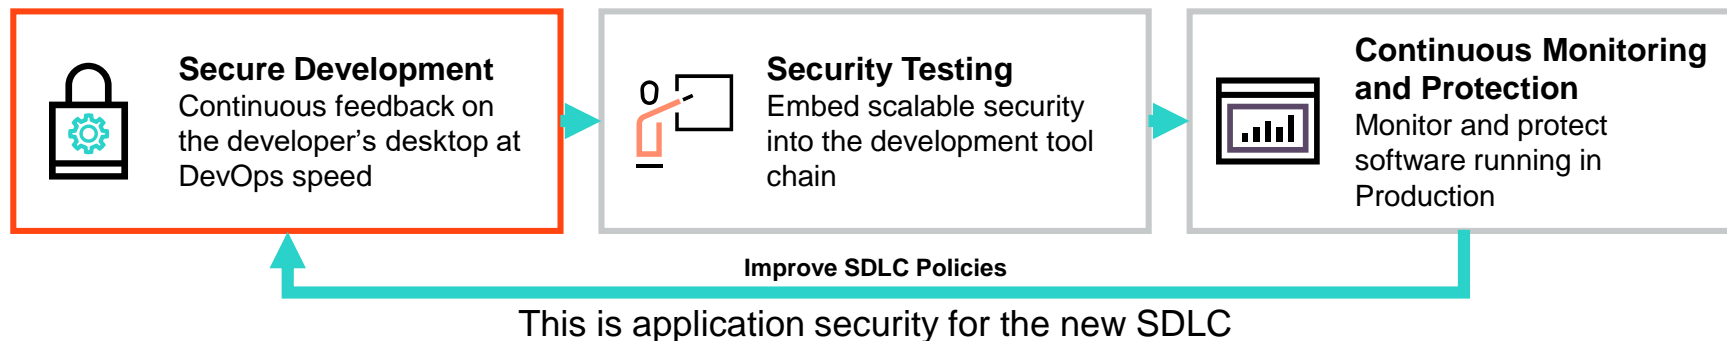 Secure Development
Continuous feedback on
the developer's desktop at
DevOps speed
Security Testing
Embed scalable security
into the development tool
chain
Continuous Monitoring
and Protection
Monitor and protect
software running in
Production
Improve SDLC Policies
This is application security for the new SDLC